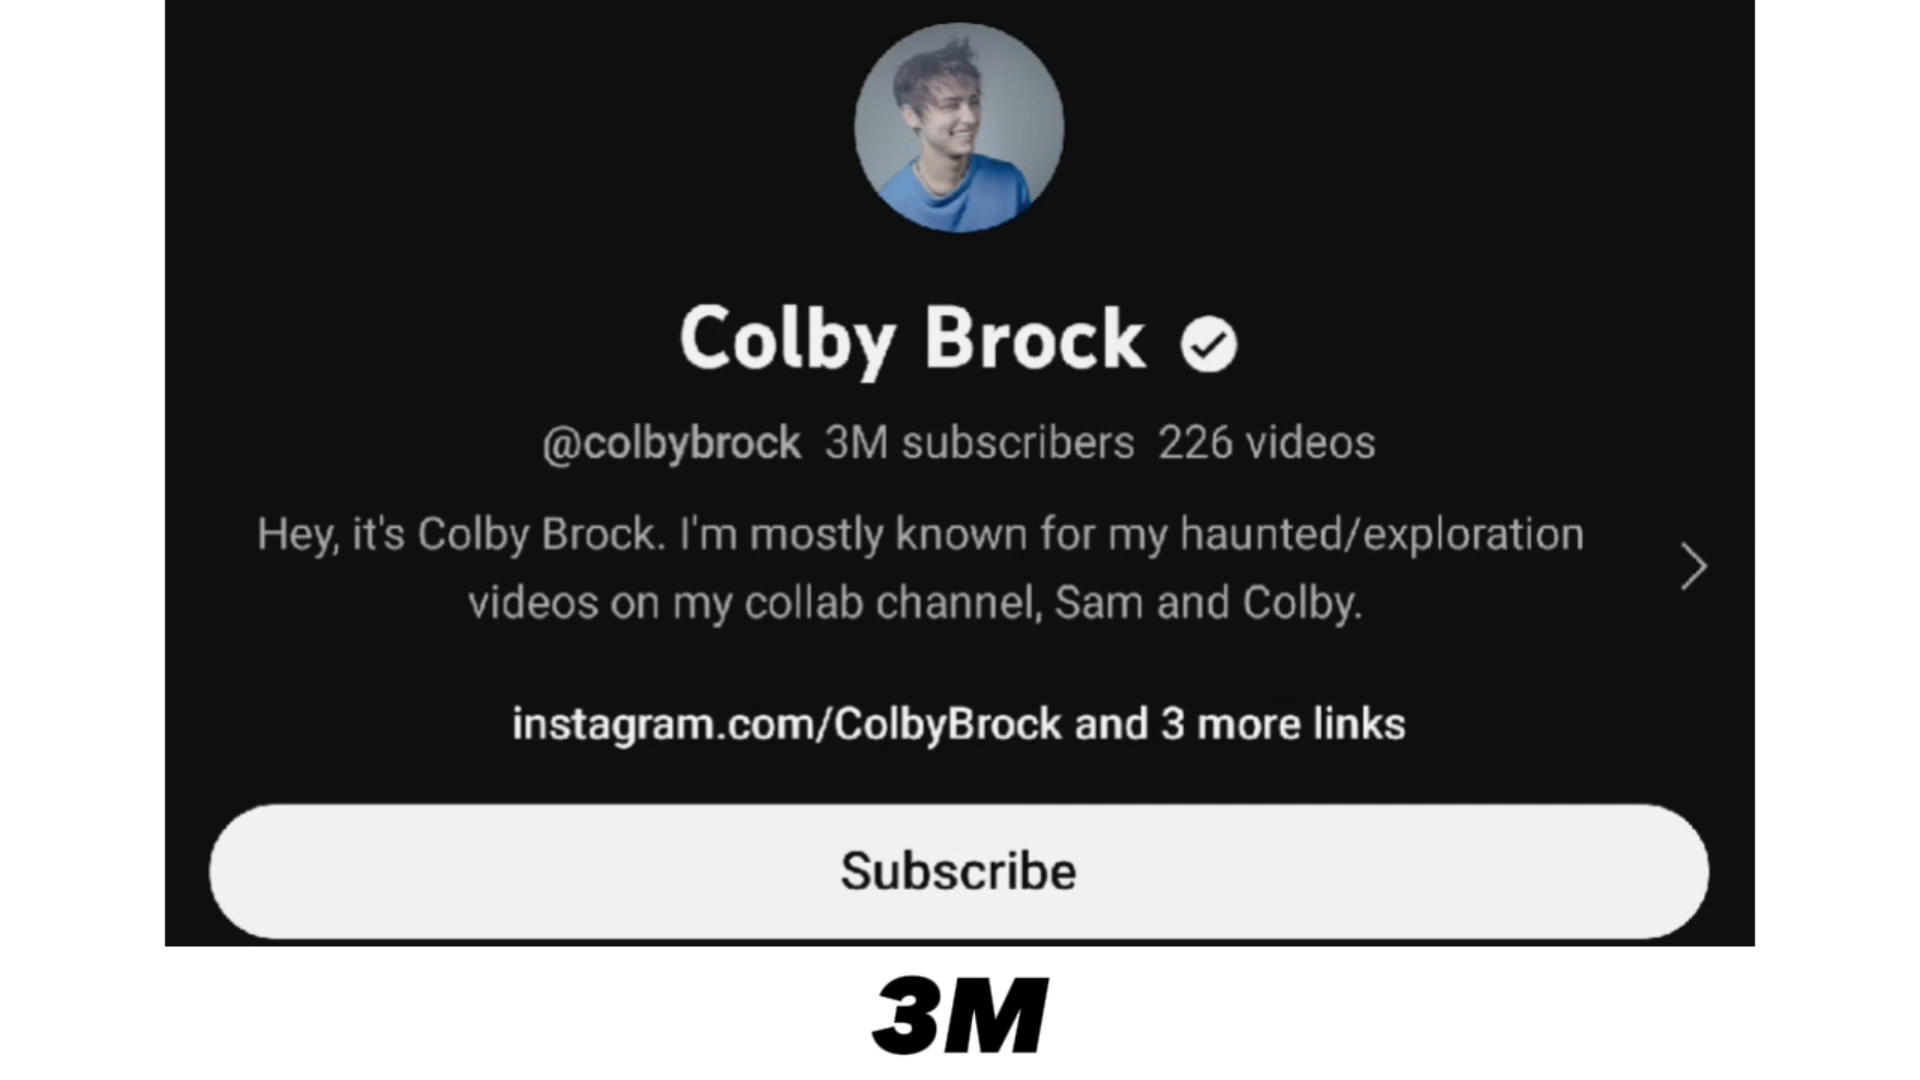 Colby Brock
@colbybrock 3M subscribers 226 videos
Hey, it's Colby Brock. I'm mostly known for my haunted/exploration
videos on my collab channel, Sam and Colby.
instagram.com/ColbyBrock and 3 more links
Subscribe
3M